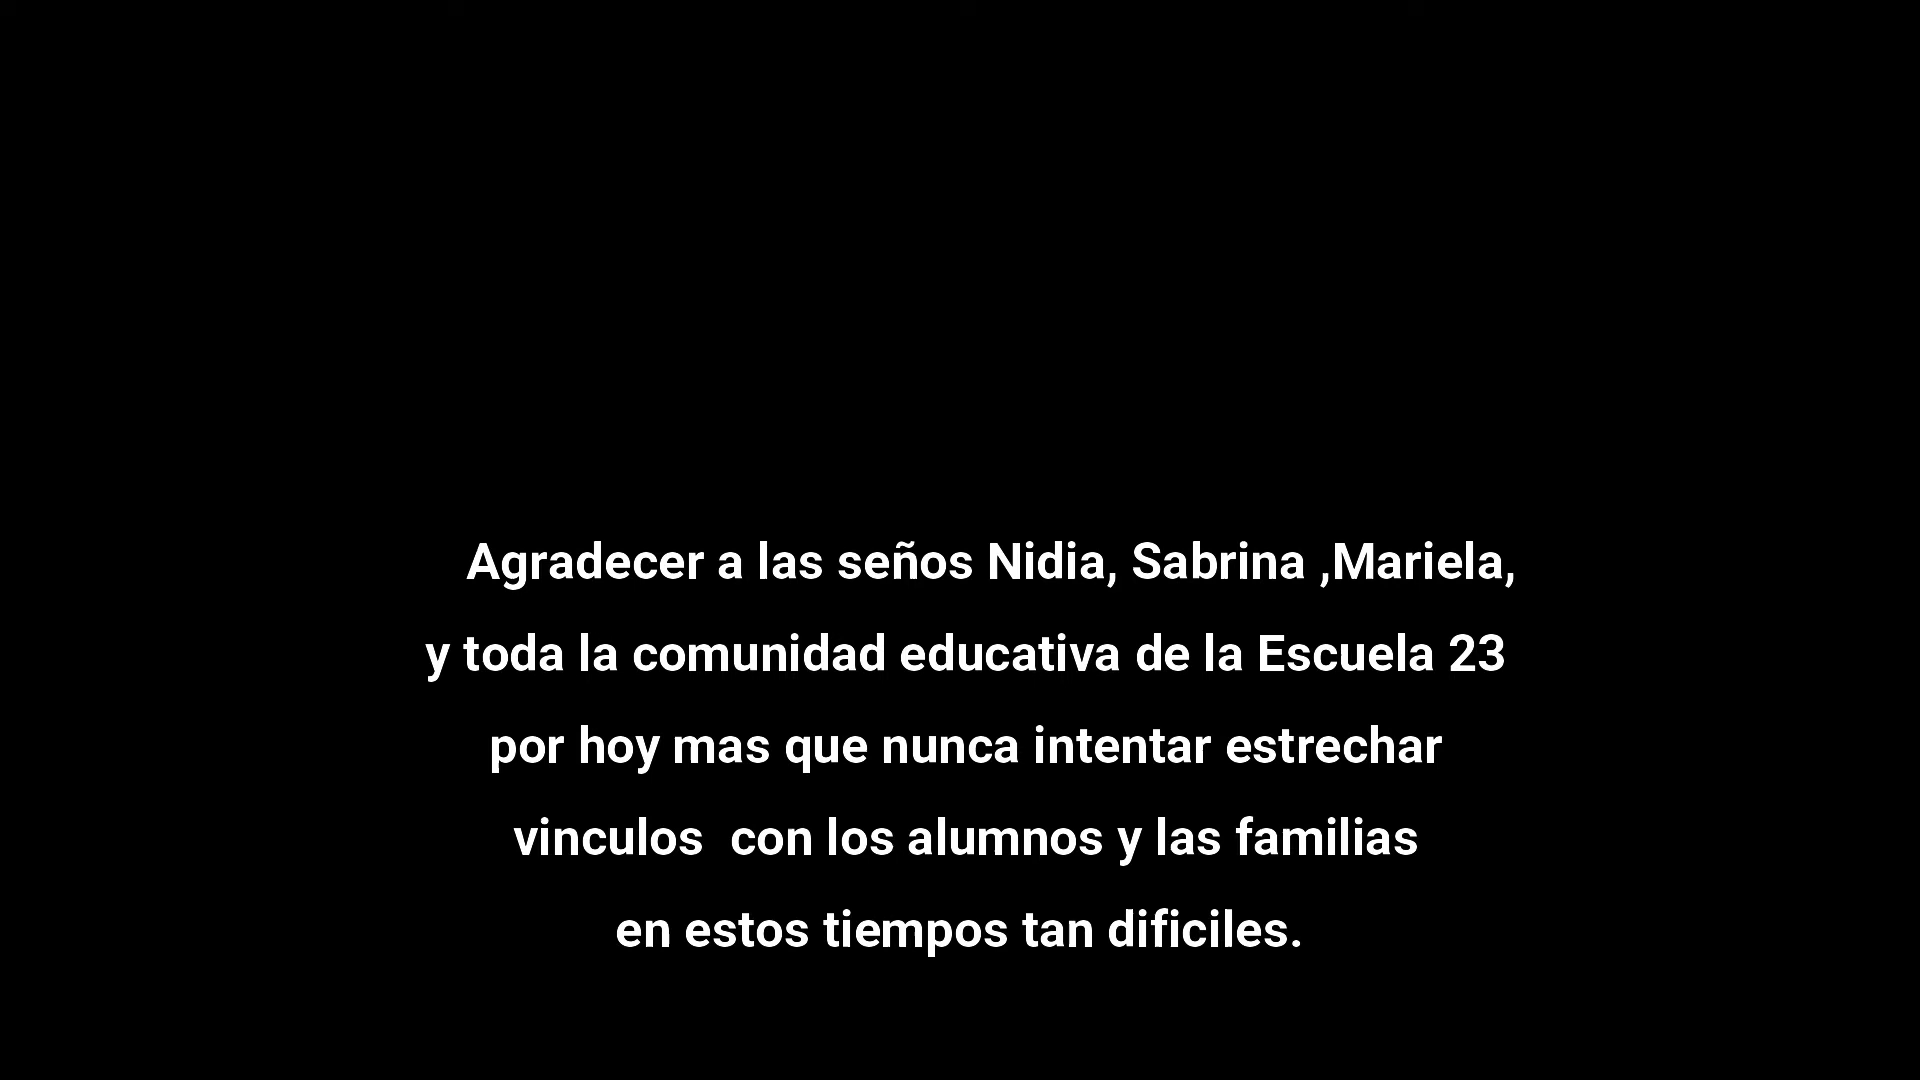 Agradecer a las seños Nidia, Sabrina ,Mariela,
y toda la comunidad educativa de la Escuela 23
por hoy mas que nunca intentar estrechar
vinculos  con los alumnos y las familias
en estos tiempos tan dificiles.